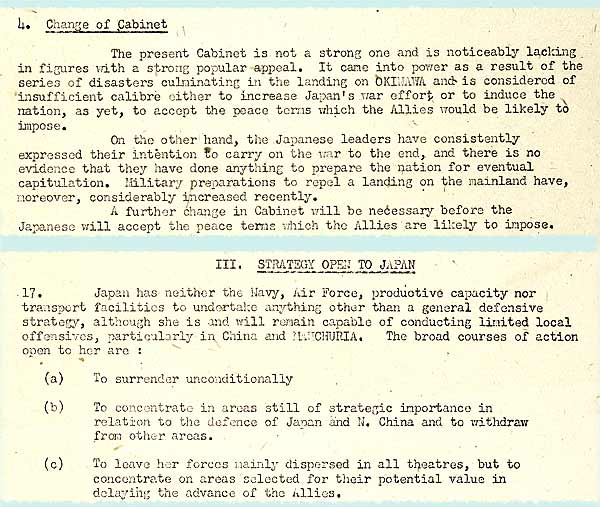 4. Change of Cabinet
The present Cabinet is not a strong one and is noticeably lacking
in figures with a strong popular appeal. It came into power as a result of the
series of disasters culminating in the landing on OKINAWA and is considered of
insufficient calibre either to increase Japan's war effort or to induce the
nation, as yet, to accept the peace terms which the Allies would be likely to
impose.
On the other hand, the Japanese leaders have consistently
expressed their intention to carry on the war to the end, and there is no
evidence that they have done anything to prepare the nation for eventual
capitulation. Military preparations to repel a landing on the mainland have,
moreover, considerably increased recently.
A further change in Cabinet will be necessary before the
Japanese will accept the peace terms which the Allies are likely to impose.
III. STRATEGY OPEN TO JAPAN
17. Japan has neither the Navy, Air Force, productive capacity nor
transport facilities to undertake anything other than a general defensive
strategy, although she is and will remain capable of conducting limited local
offensives, particularly in China and MANCHURIA. The broad courses of action
open to her are :
(a) To surrender unconditionally
(b) To concentrate in areas still of strategic importance in
relation to the defence of Japan and N. China and to withdraw
from other areas.
(c) To leave her forces mainly dispersed in all theatres, but to
concentrate on areas selected for their potential value in
delaying the advance of the Allies.